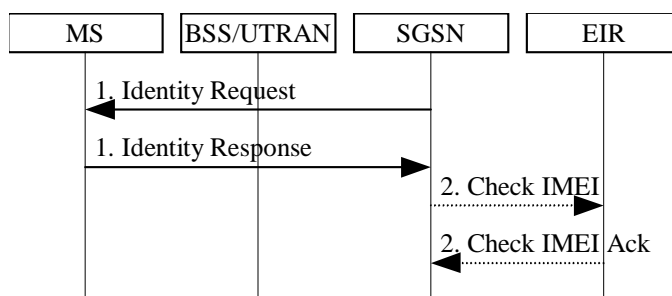 MS BSS/UTRAN SGSN EIR
1. Identity Request
1. Identity Response
2. Check IMEI
2. Check IMEI Ack